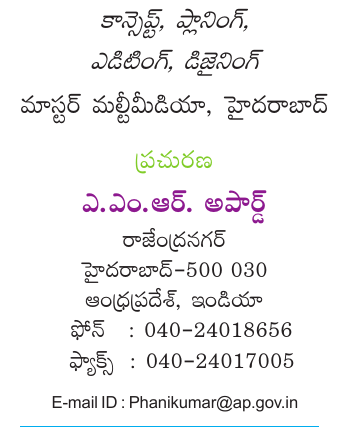 కాన్సెప్ట్, ప్లానింగ్,
ఎడిటింగ్, డిజైనింగ్
మాస్టర్ మల్టీమీడియా, హైదరాబాద్
ప్రచురణ
ఎ.ఎం.ఆర్. అపార్డ్
రాజేంద్రనగర్
హైదరాబాద్-500 030
ఆంధ్రప్రదేశ్, ఇండియా
ఫోన్ : 040-24018656
ఫ్యాక్స్ : 040-24017005
E-mail ID : Phanikumar@ap.gov.in